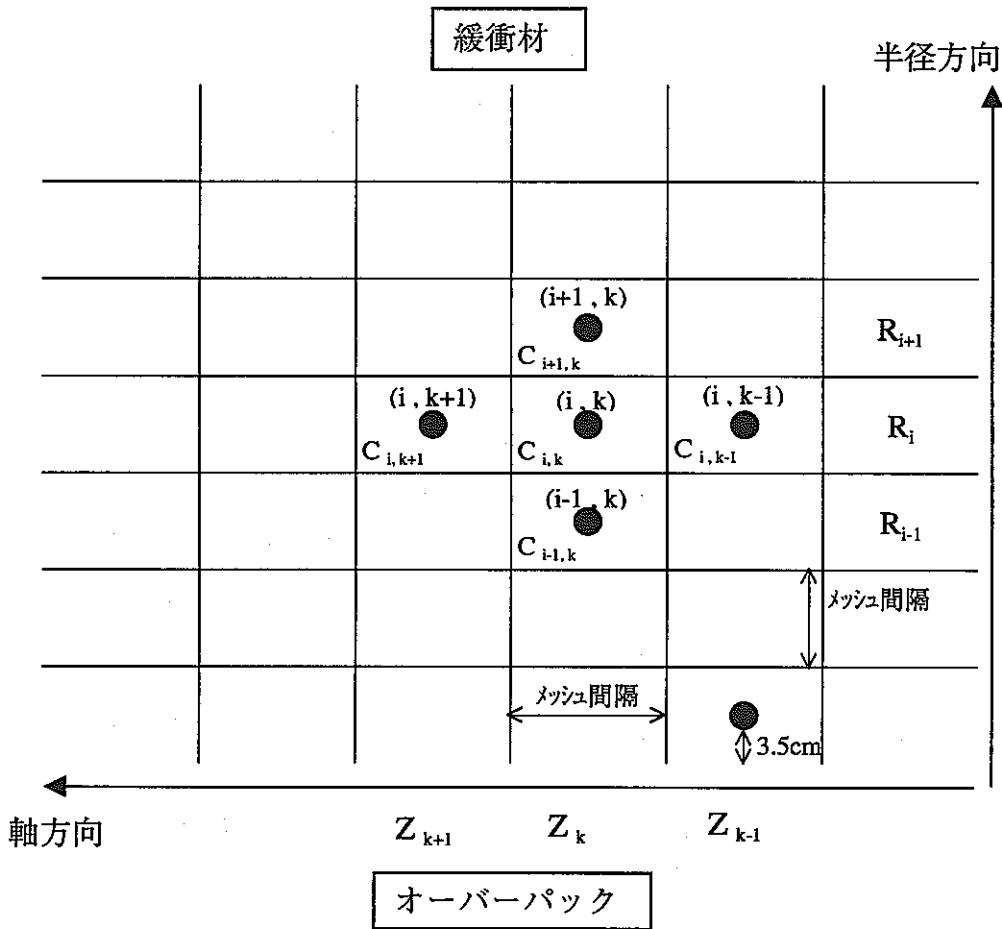 緩衝材
半径方向
(i+1 , k)
C i+1, k
R i+1
(i , k+1)
(i , k)
(i , k-1)
C i, k+1
C i, k
C i, k-1
R i
(i-1 , k)
C i-1, k
R i-1
メッシュ間隔
メッシュ間隔
3.5cm
軸方向
Z k+1
Z k
Z k-1
オーバーパック